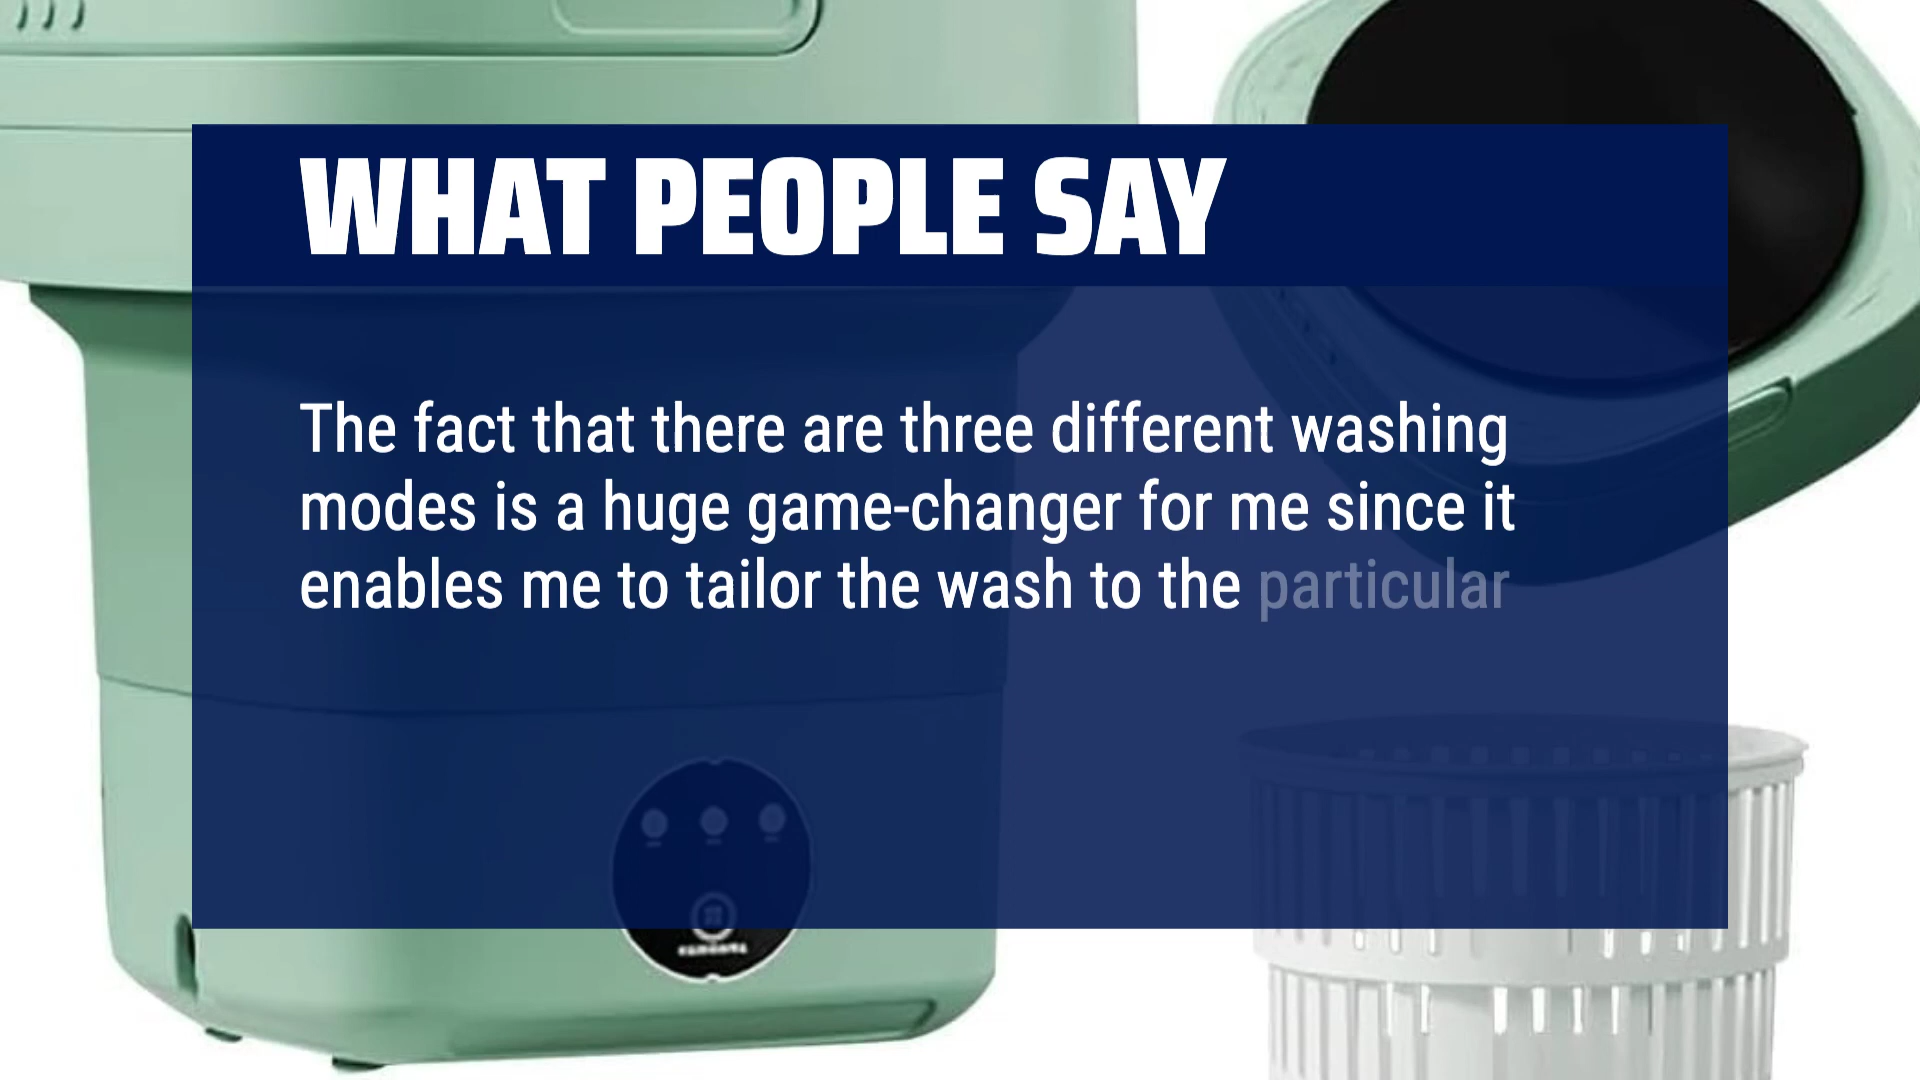 WHAT PEOPLE SAY
The fact that there are three different washing
modes is a huge game-changer for me since it
enables me to tailor the wash to the particular